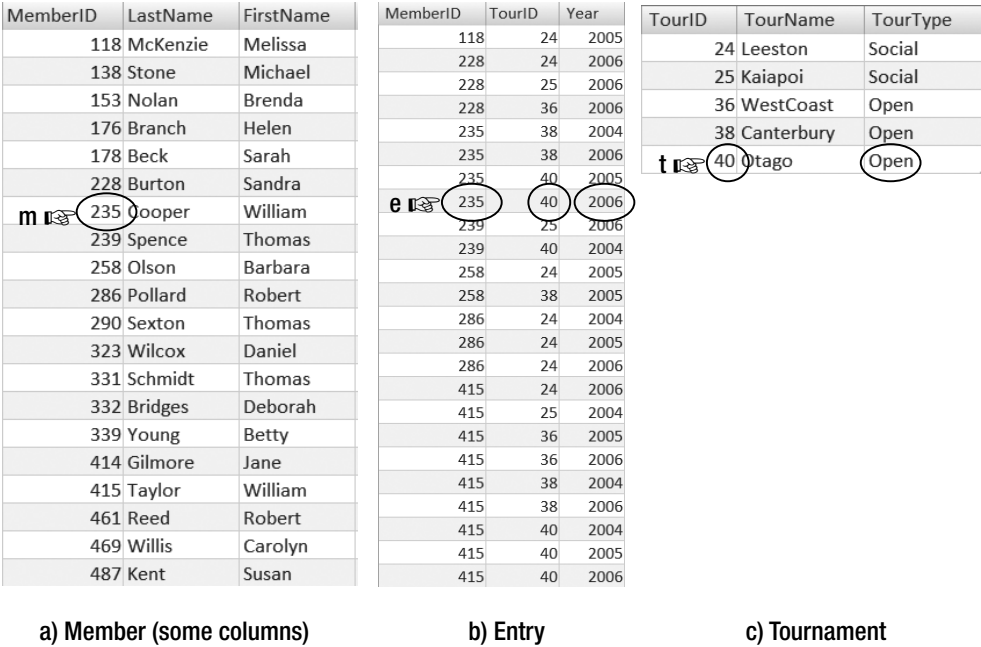 MemberID LastName FirstName
118 McKenzie Melissa
138 Stone Michael
153 Nolan Brenda
176 Branch Helen
178 Beck Sarah
228 Burton Sandra
m 235 Cooper William
239 Spence Thomas
258 Olson Barbara
286 Pollard Robert
290 Sexton Thomas
323 Wilcox Daniel
331 Schmidt Thomas
332 Bridges Deborah
339 Young Betty
414 Gilmore Jane
415 Taylor William
461 Reed Robert
469 Willis Carolyn
487 Kent Susan
a) Member (some columns)
MemberID TourID Year
118 24 2005
228 24 2006
228 25 2006
228 36 2006
235 38 2004
235 38 2006
235 40 2005
e 235 40 2006
239 25 2006
239 40 2004
258 24 2005
258 38 2005
286 24 2004
286 24 2005
286 24 2006
415 24 2006
415 25 2004
415 36 2005
415 36 2006
415 38 2004
415 38 2006
415 40 2004
415 40 2005
415 40 2006
b) Entry
TourID TourName TourType
24 Leeston Social
25 Kaiapoi Social
36 WestCoast Open
38 Canterbury Open
t 40 Otago Open
c) Tournament